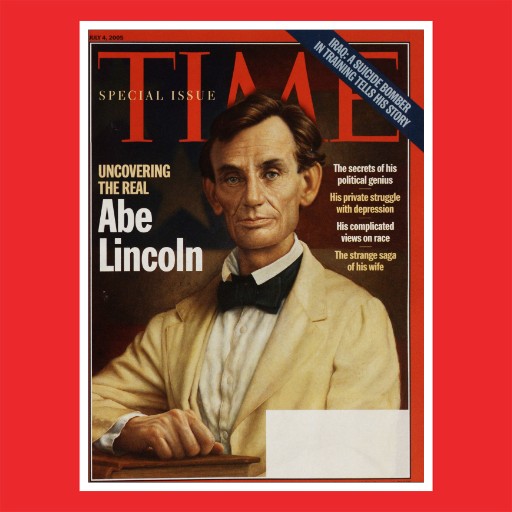 JULY 4, 2005
TIME
SPECIAL ISSUE
IRAQ: A SUICIDE BOMBER
IN TRAINING TELLS HIS STORY
UNCOVERING
THE REAL
Abe
Lincoln
The secrets of his
political genius
His private struggle
with depression
His complicated
views on race
The strange saga
of his wife